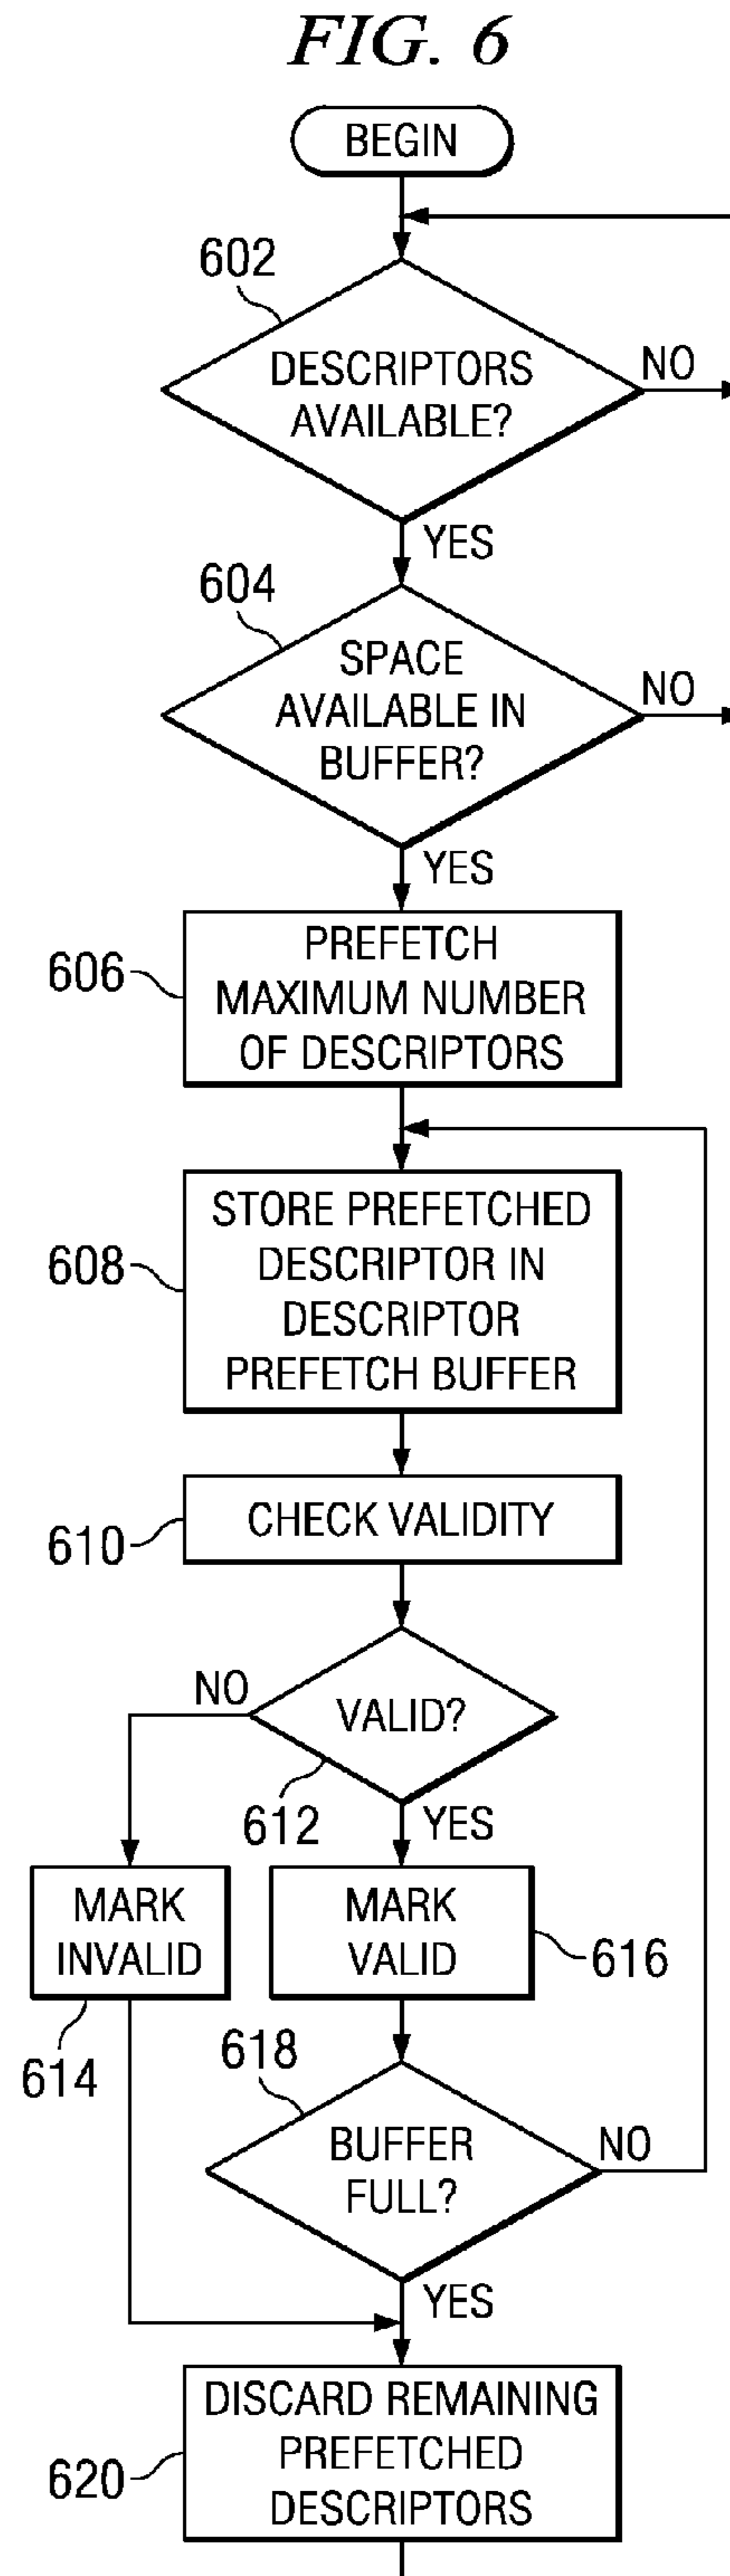 FIG. 6
BEGIN
602
DESCRIPTORS
AVAILABLE?
NO
YES
604
SPACE
AVAILABLE IN
BUFFER?
NO
YES
606
PREFETCH
MAXIMUM NUMBER
OF DESCRIPTORS
608
STORE PREFETCHED
DESCRIPTOR IN
DESCRIPTOR
PREFETCH BUFFER
610
CHECK VALIDITY
NO
VALID?
612
YES
MARK
INVALID
614
MARK
VALID
616
618
BUFFER
FULL?
NO
YES
620
DISCARD REMAINING
PREFETCHED
DESCRIPTORS